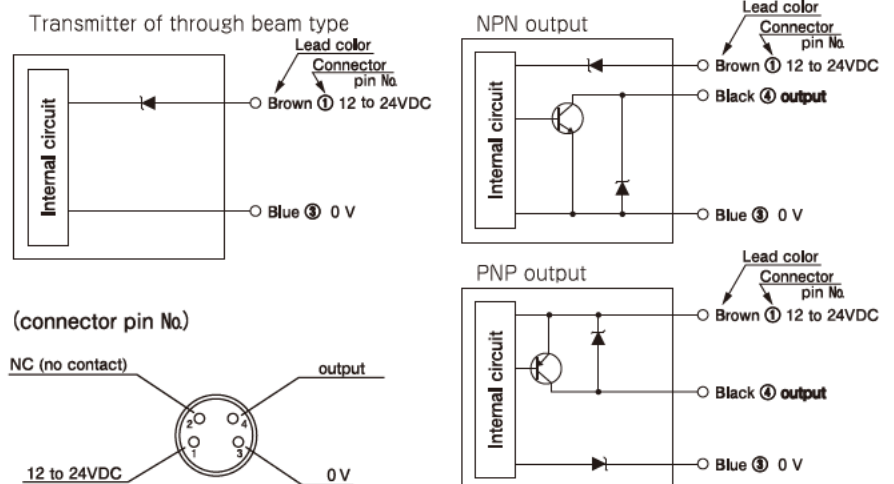 Transmitter of through beam type
Lead color
Connector
pin No.
Brown ① 12 to 24VDC
Internal circuit
Blue ③ 0 V
NPN output
Lead color
Connector
pin No.
Brown ① 12 to 24VDC
Black ④ output
Internal circuit
Blue ③ 0 V
PNP output
Lead color
Connector
pin No.
Brown ① 12 to 24VDC
Internal circuit
Black ④ output
Blue ③ 0 V
(connector pin No.)
NC (no contact)
output
2
4
1
3
12 to 24VDC
0 V